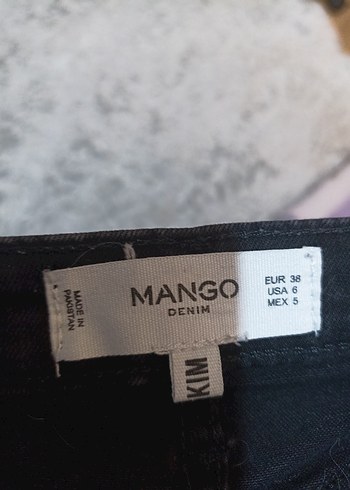 MADE IN
PAKISTAN
MANGO
DENIM
EUR 38
USA 6
MEX 5
KIM